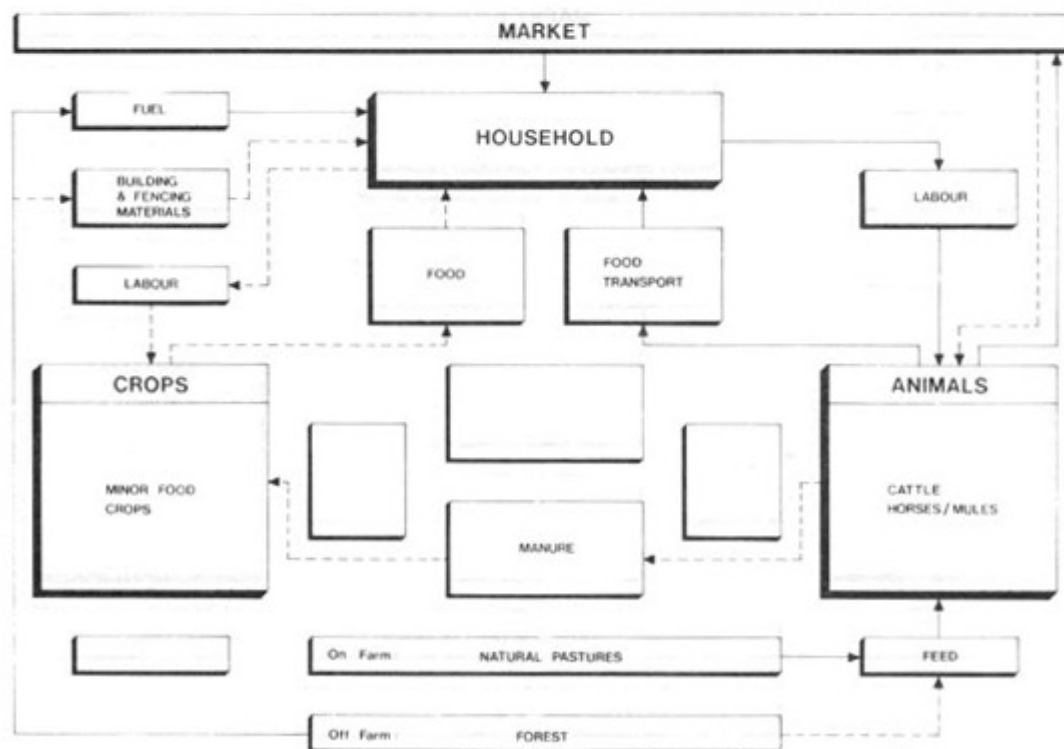 MARKET
FUEL
HOUSEHOLD
BUILDING
& FENCING
MATERIALS
LABOUR
LABOUR
FOOD
FOOD
TRANSPORT
CROPS
ANIMALS
MINOR FOOD
CROPS
CATTLE
HORSES / MULES
MANURE
On Farm: NATURAL PASTURES
FEED
Off Farm: FOREST